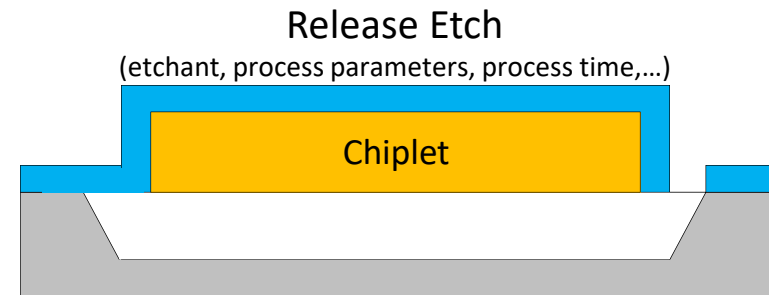 Release Etch
(etchant, process parameters, process time,…)
Chiplet